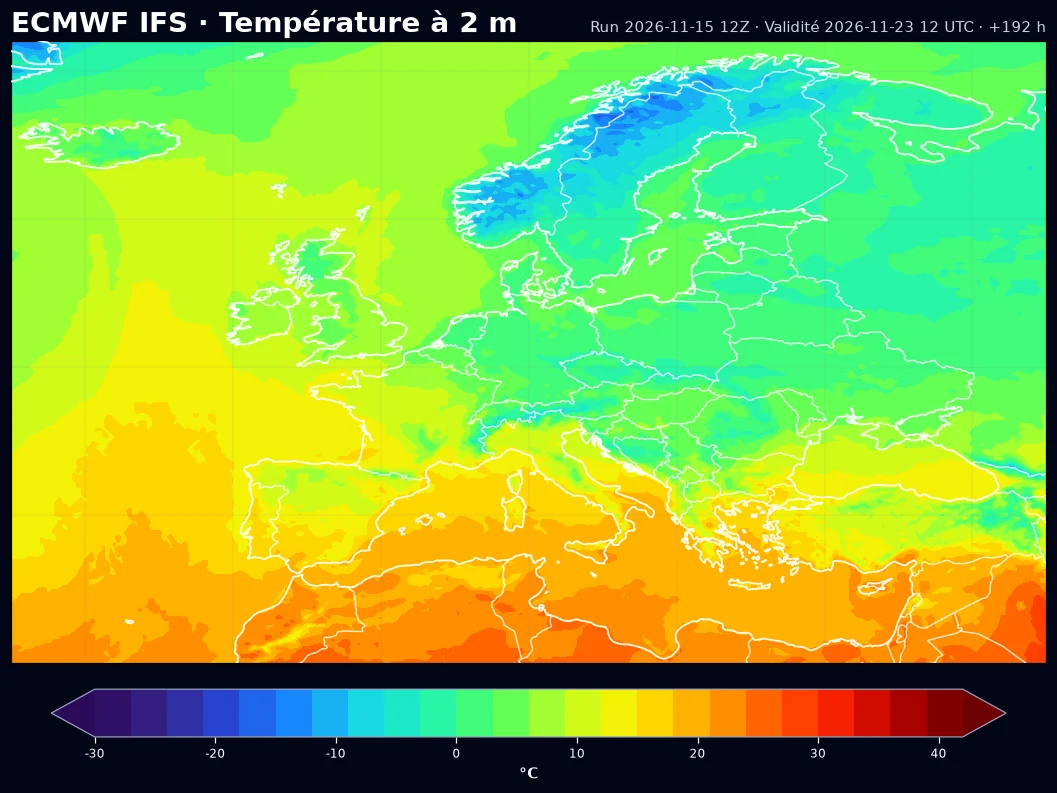 ECMWF IFS · Température à 2 m
Run 2026-11-15 12Z · Validité 2026-11-23 12 UTC · +192 h
-30 -20 -10 0 10 20 30 40
°C